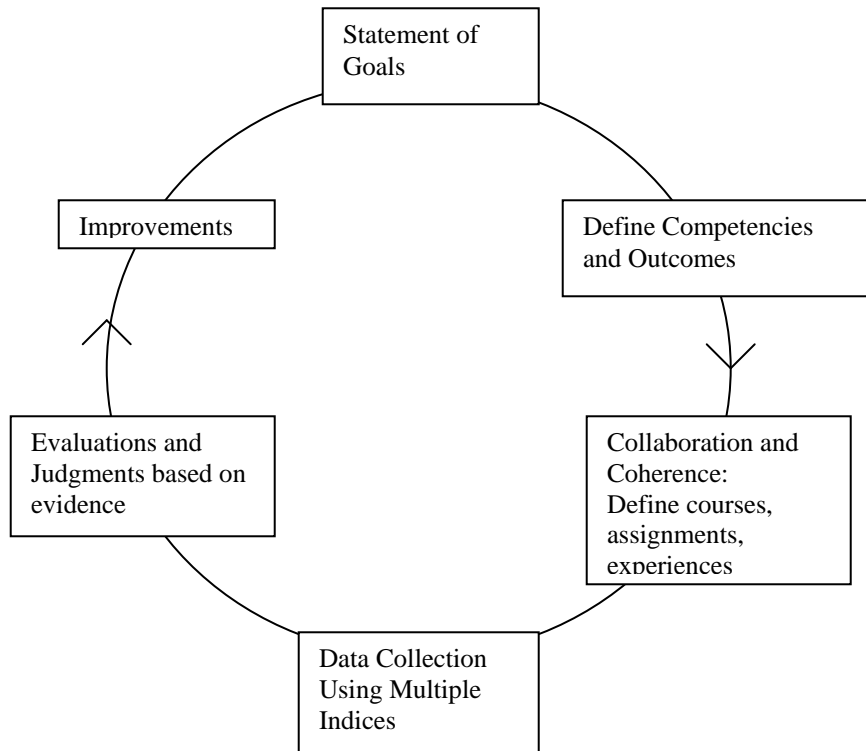 Statement of
Goals
Define Competencies
and Outcomes
Collaboration and
Coherence:
Define courses,
assignments,
experiences
Data Collection
Using Multiple
Indices
Evaluations and
Judgments based on
evidence
Improvements